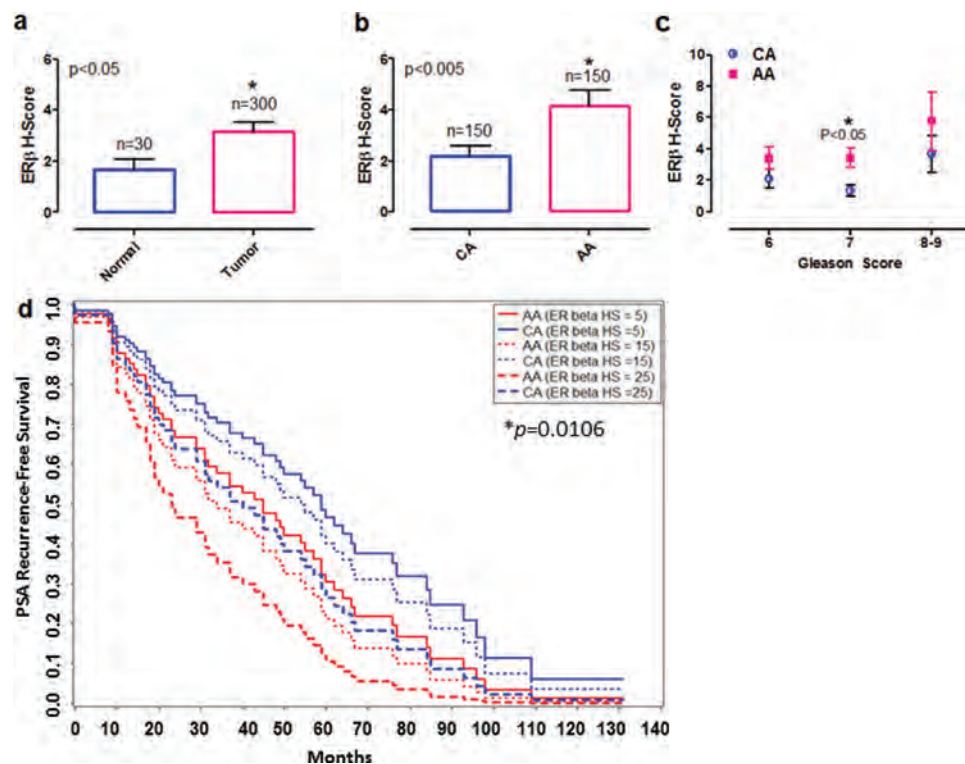 a
ERβ H-Score
6
4
2
0
p<0.05
n=30
*
n=300
Normal
Tumor
b
ERβ H-Score
6
4
2
0
p<0.005
n=150
*
n=150
CA
AA
c
ERβ H-Score
10
8
6
4
2
0
CA
AA
*
P<0.05
6
7
8-9
Gleason Score
d
PSA Recurrence-Free Survival
1.0
0.9
0.8
0.7
0.6
0.5
0.4
0.3
0.2
0.1
0.0
AA (ER beta HS = 5)
CA (ER beta HS =5)
AA (ER beta HS = 15)
CA (ER beta HS =15)
AA (ER beta HS = 25)
CA (ER beta HS =25)
*p=0.0106
0 10 20 30 40 50 60 70 80 90 100 110 120 130 140
Months